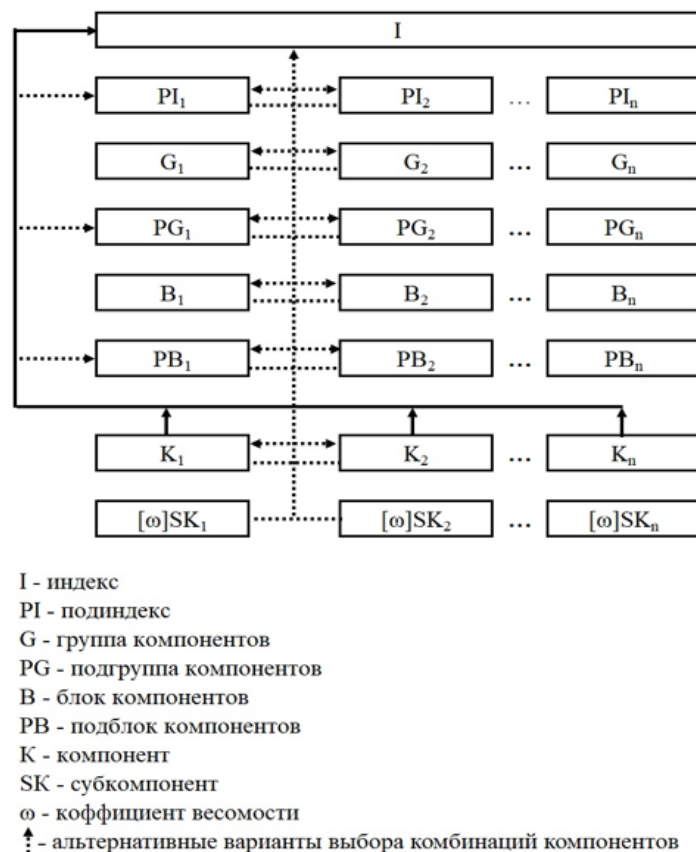 I
PI₁ PI₂ ... PIₙ
G₁ G₂ ... Gₙ
PG₁ PG₂ ... PGₙ
B₁ B₂ ... Bₙ
PB₁ PB₂ ... PBₙ
K₁ K₂ ... Kₙ
[ω]SK₁ [ω]SK₂ ... [ω]SKₙ
I - индекс
PI - подиндекс
G - группа компонентов
PG - подгруппа компонентов
B - блок компонентов
PB - подблок компонентов
K - компонент
SK - субкомпонент
ω - коффициент весомости
- альтернативные варианты выбора комбинаций компонентов